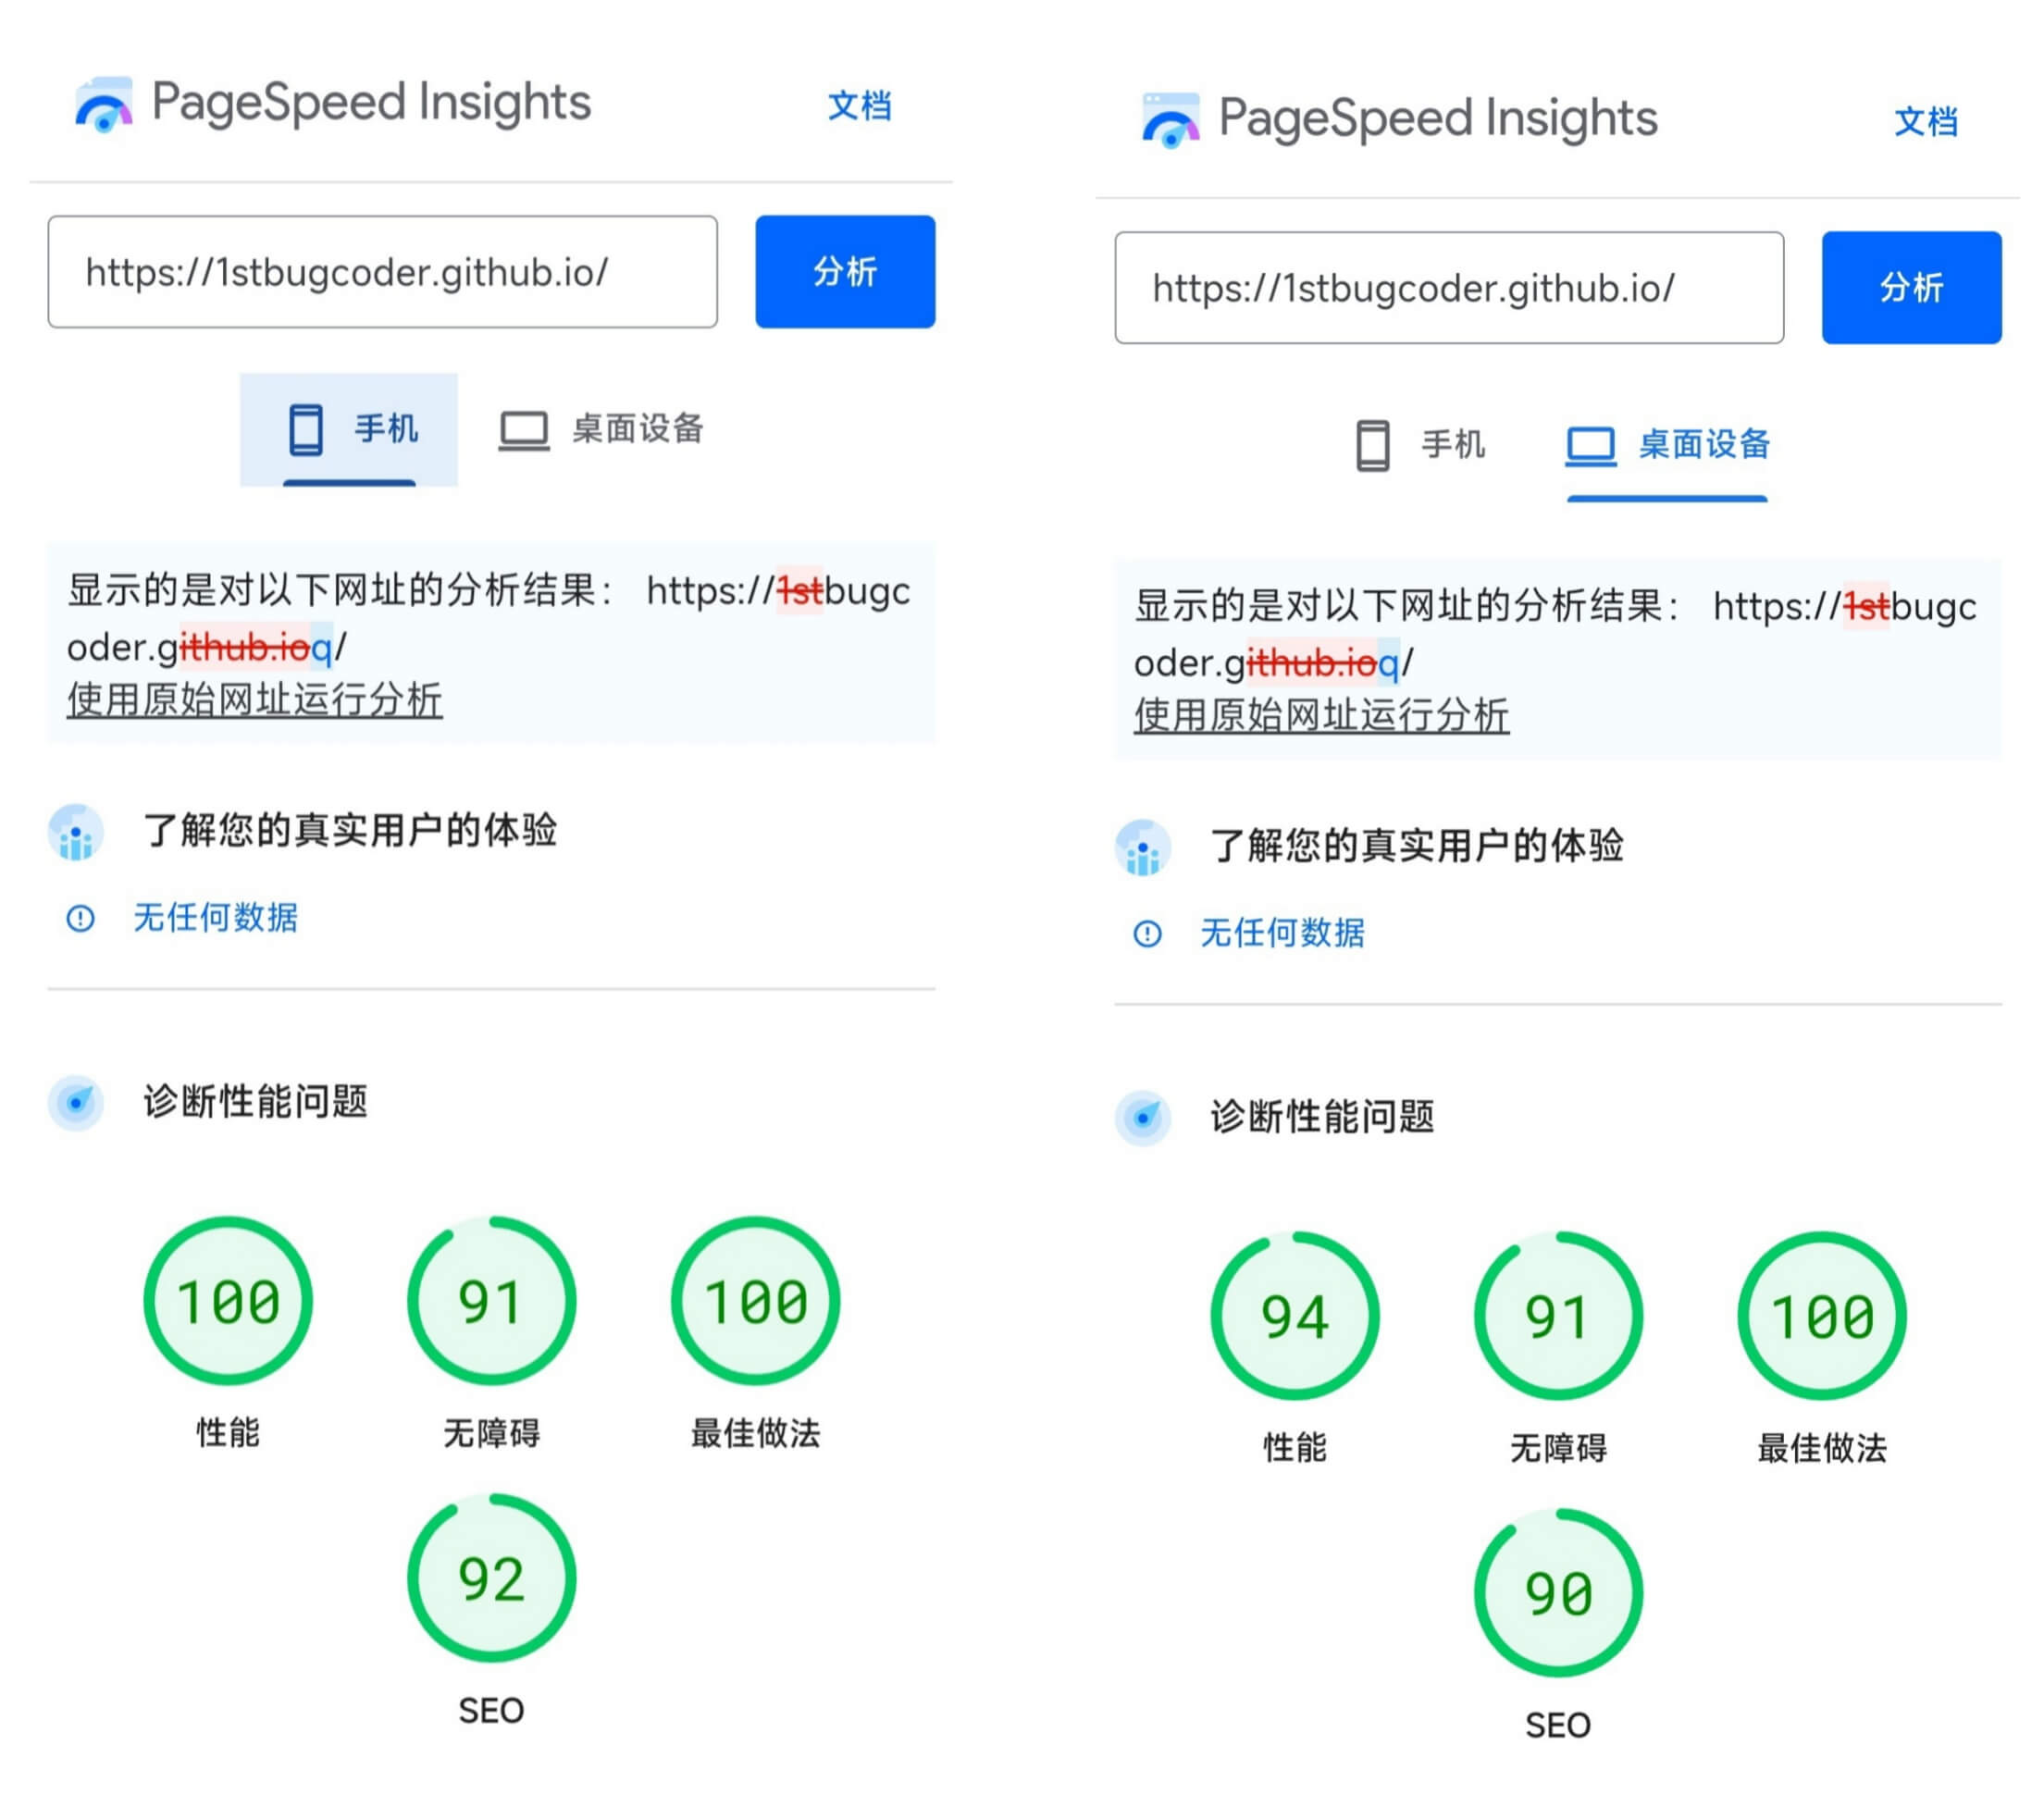 PageSpeed Insights
文档
https://1stbugcoder.github.io/
分析
手机
桌面设备
显示的是对以下网址的分析结果： https://1stbugc
oder.github.ioq/
使用原始网址运行分析
了解您的真实用户的体验
无任何数据
诊断性能问题
100
91
100
性能
无障碍
最佳做法
92
SEO
PageSpeed Insights
文档
https://1stbugcoder.github.io/
分析
手机
桌面设备
显示的是对以下网址的分析结果： https://1stbugc
oder.github.ioq/
使用原始网址运行分析
了解您的真实用户的体验
无任何数据
诊断性能问题
94
91
100
性能
无障碍
最佳做法
90
SEO